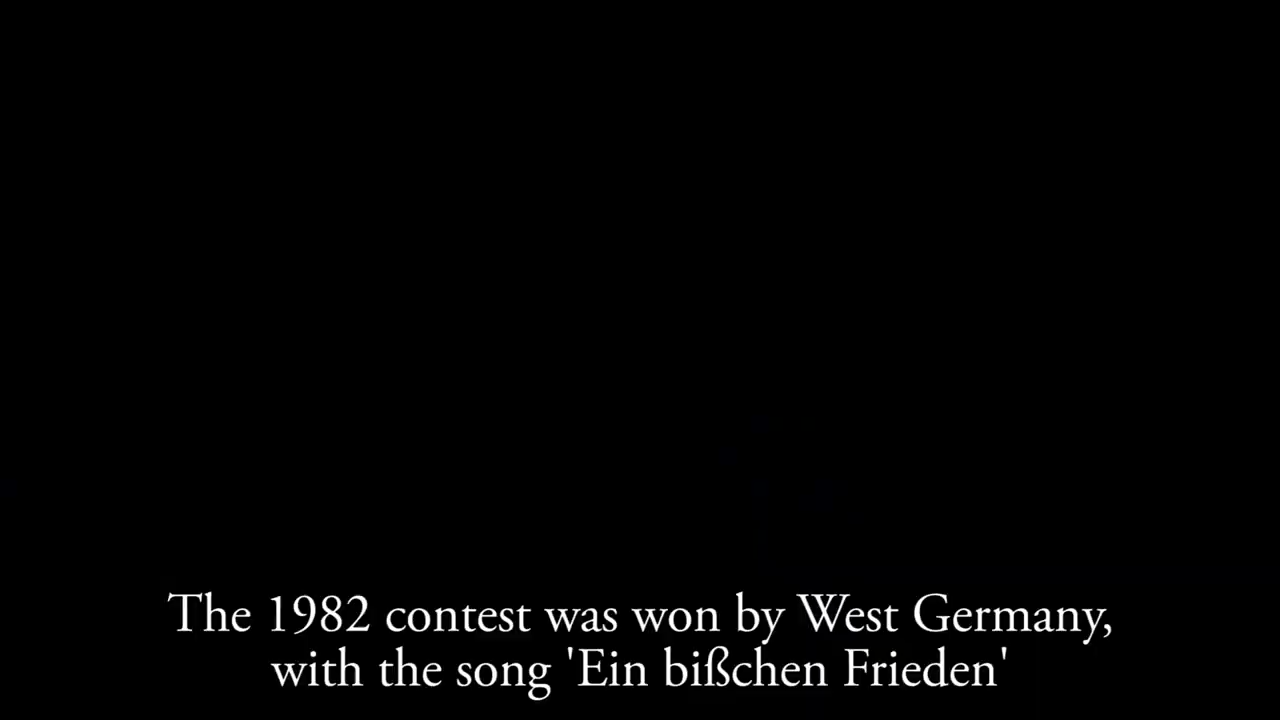 The 1982 contest was won by West Germany,
with the song 'Ein bißchen Frieden'